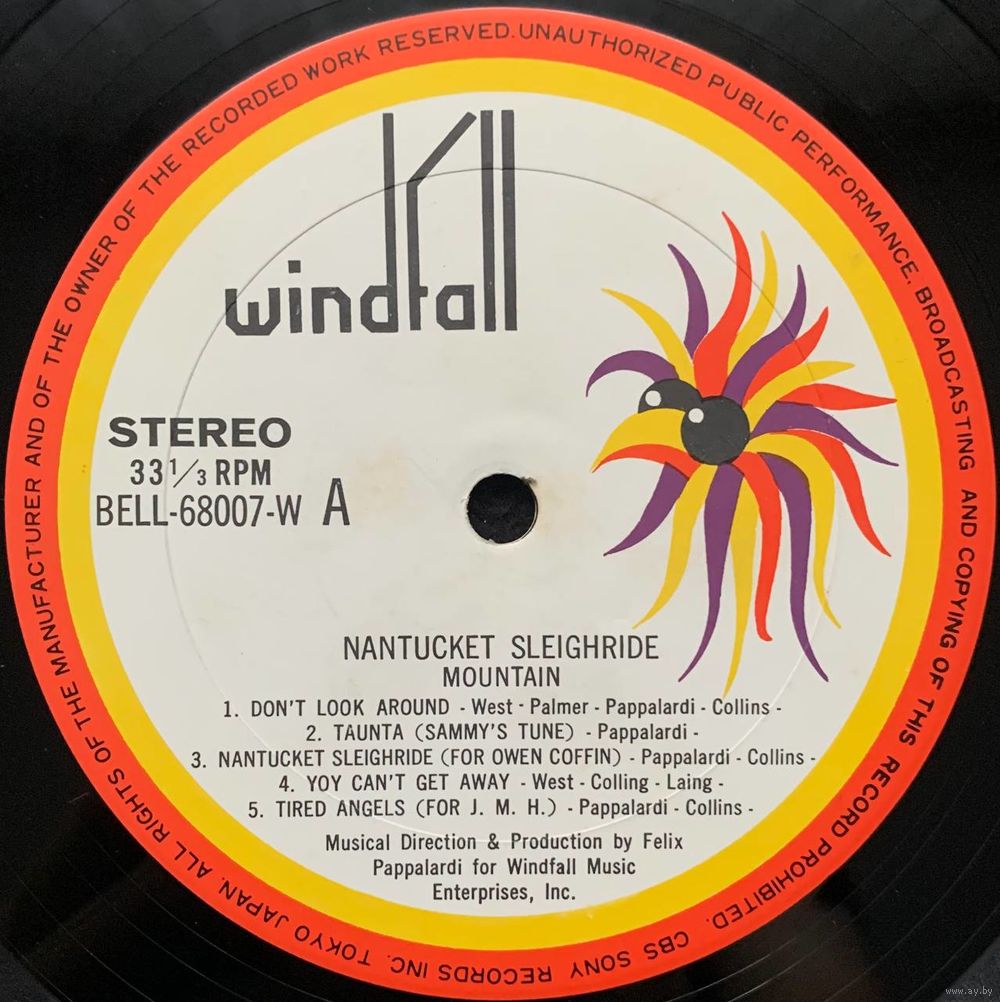 windfall
STEREO
33 1/3 RPM
BELL-68007-W A
NANTUCKET SLEIGHRIDE
MOUNTAIN
1. DON'T LOOK AROUND - West - Palmer - Pappalardi - Collins -
2. TAUNTA (SAMMY'S TUNE) - Pappalardi -
3. NANTUCKET SLEIGHRIDE (FOR OWEN COFFIN) - Pappalardi - Collins -
4. YOY CAN'T GET AWAY - West - Colling - Laing -
5. TIRED ANGELS (FOR J. M. H.) - Pappalardi - Collins -
Musical Direction & Production by Felix
Pappalardi for Windfall Music
Enterprises, Inc.
ALL RIGHTS OF THE MANUFACTURER AND OF THE OWNER OF THE RECORDED WORK RESERVED. UNAUTHORIZED PUBLIC PERFORMANCE. BROADCASTING AND COPYING OF THIS RECORD PROHIBITED. CBS SONY RECORDS INC. TOKYO JAPAN.
www.ay.by